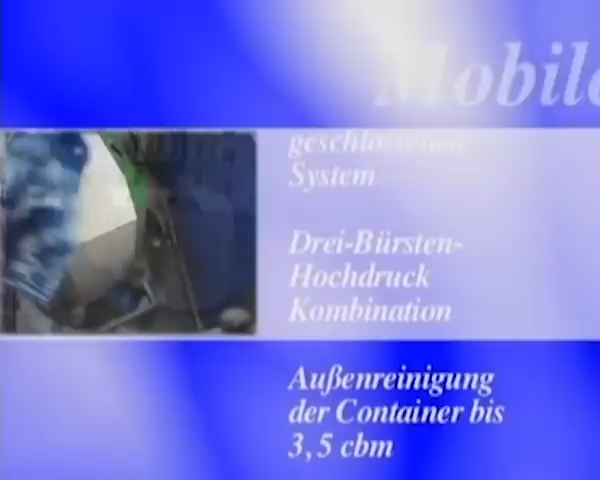 Mobile
geschlossenes
System
Drei-Bürsten-
Hochdruck
Kombination
Außenreinigung
der Container bis
3,5 cbm